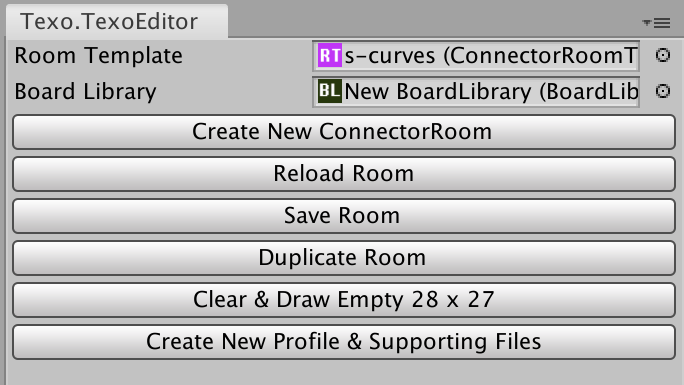 Texo.TexoEditor
Room Template RT s-curves (ConnectorRoomT
Board Library BL New BoardLibrary (BoardLib
Create New ConnectorRoom
Reload Room
Save Room
Duplicate Room
Clear & Draw Empty 28 x 27
Create New Profile & Supporting Files